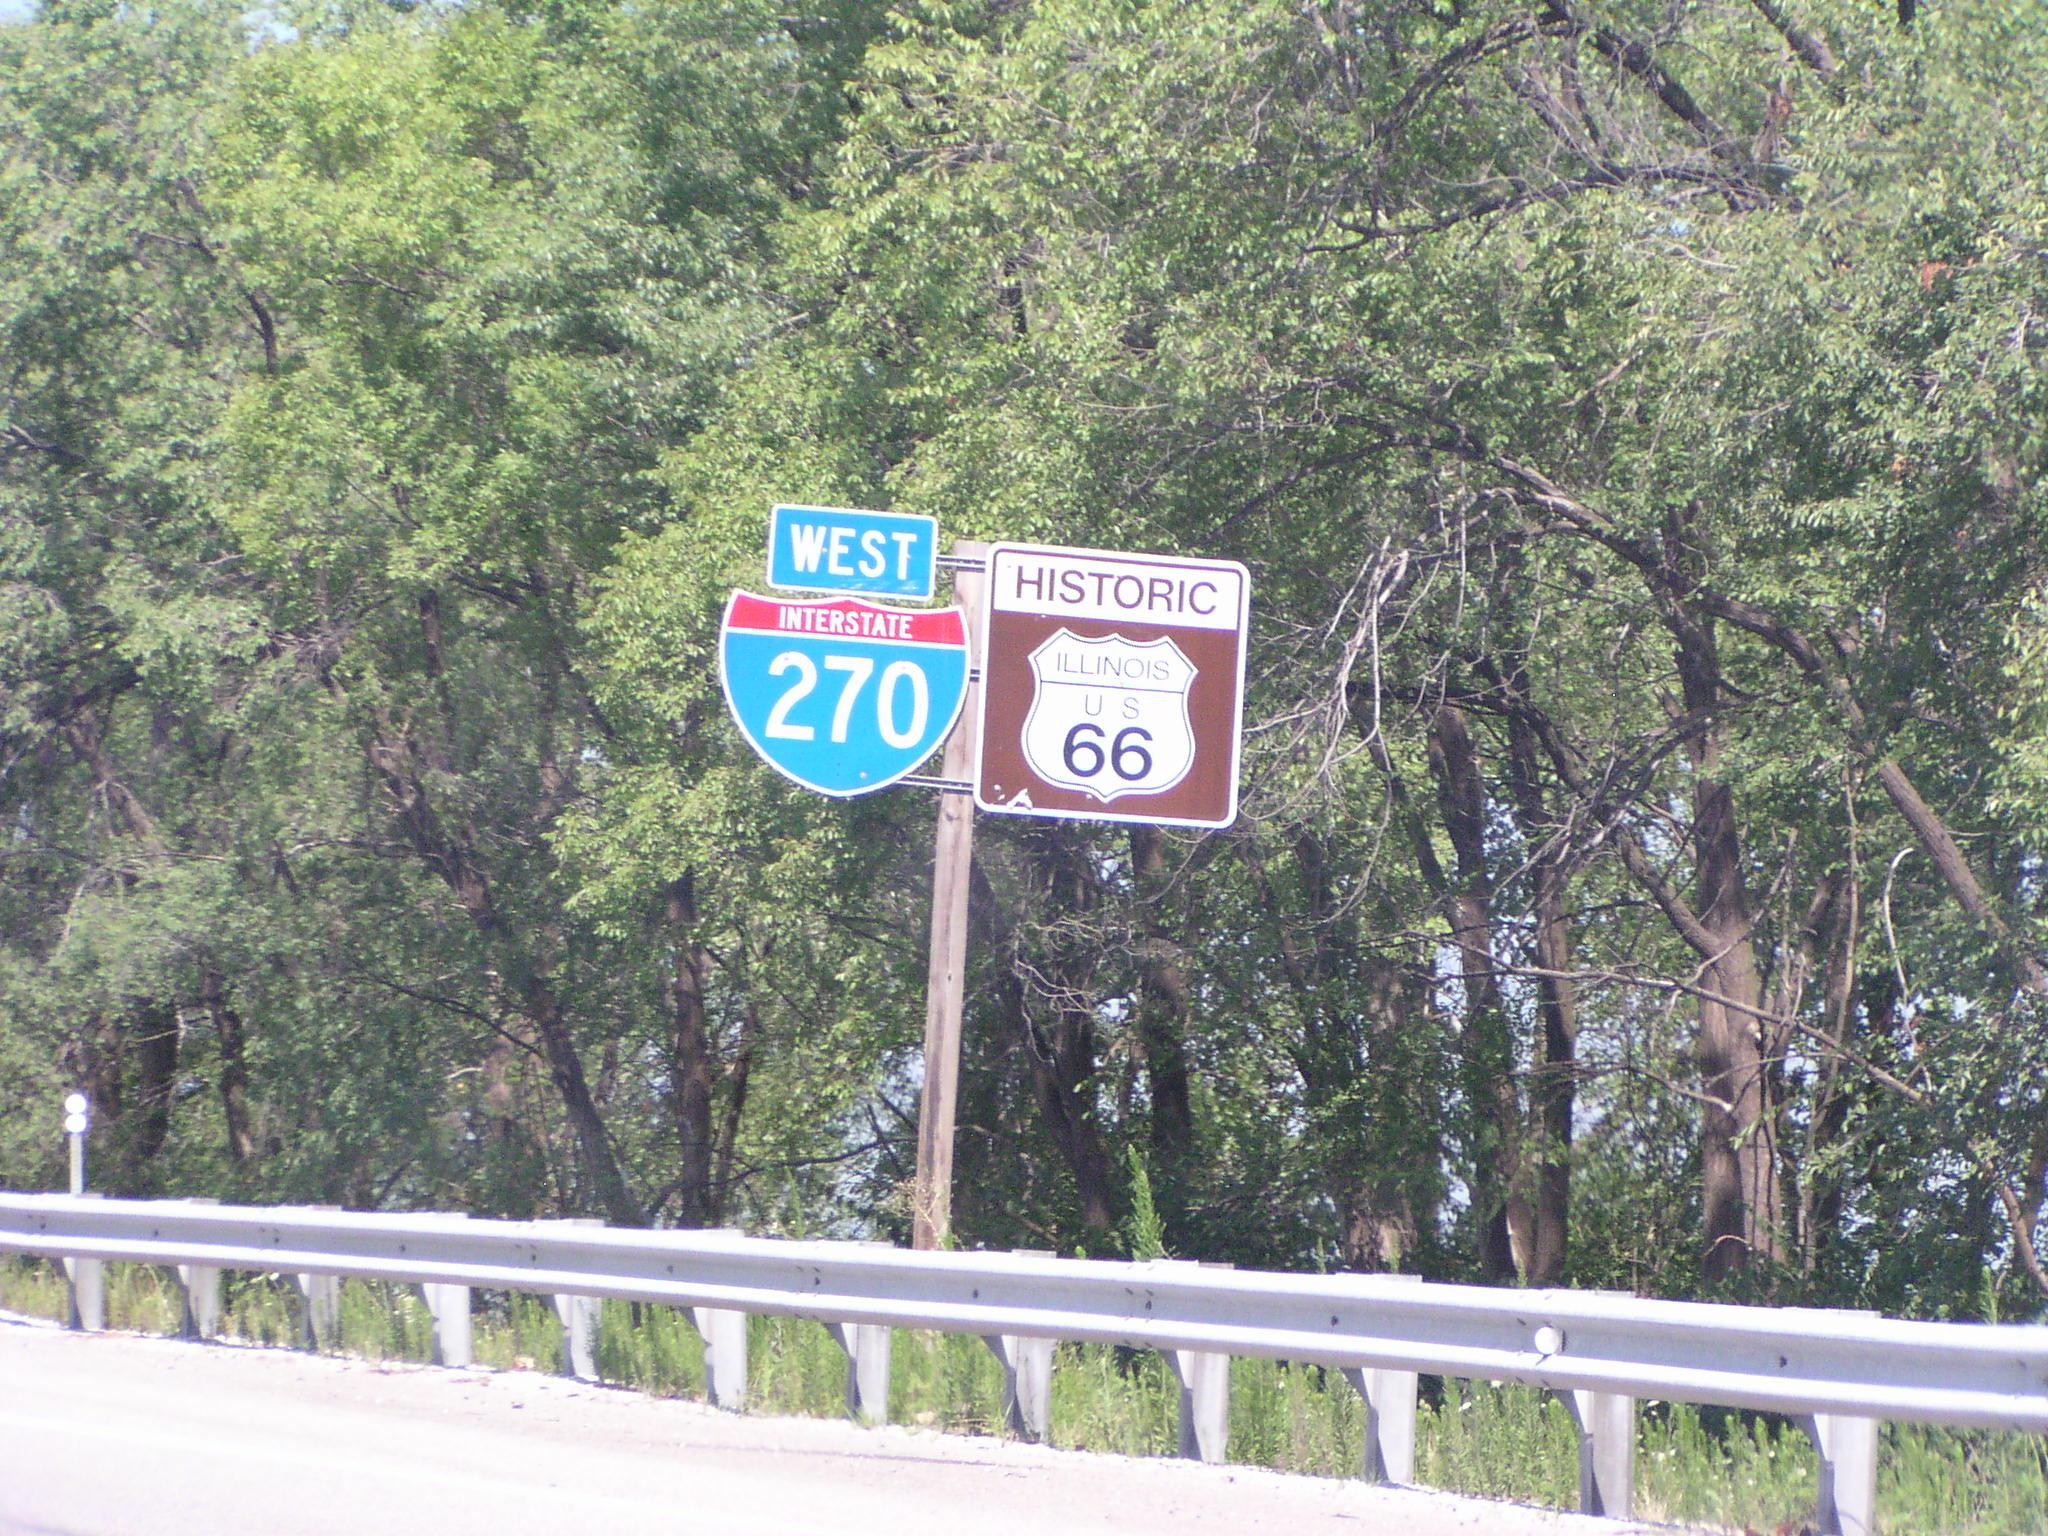 WEST
INTERSTATE
270
HISTORIC
ILLINOIS
U S
66